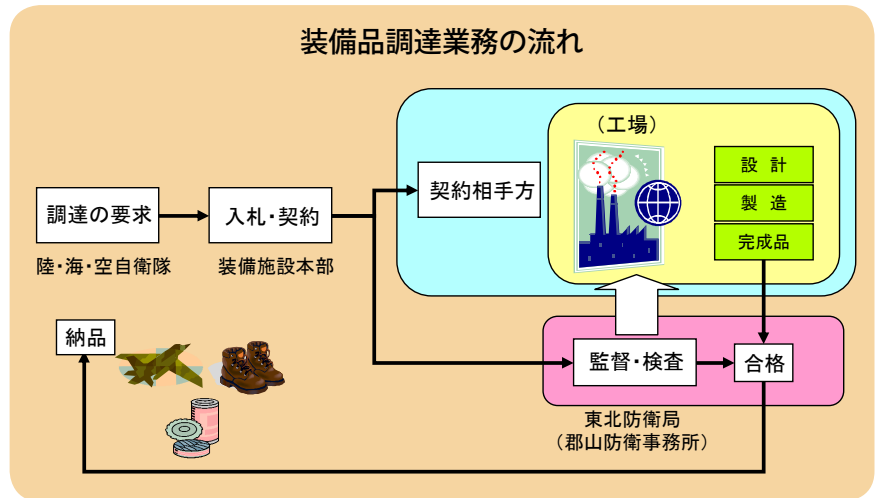 装備品調達業務の流れ
(工場)
設 計
製 造
完成品
契約相手方
調達の要求
陸・海・空自衛隊
入札・契約
装備施設本部
納品
監督・検査
合格
東北防衛局
(郡山防衛事務所)